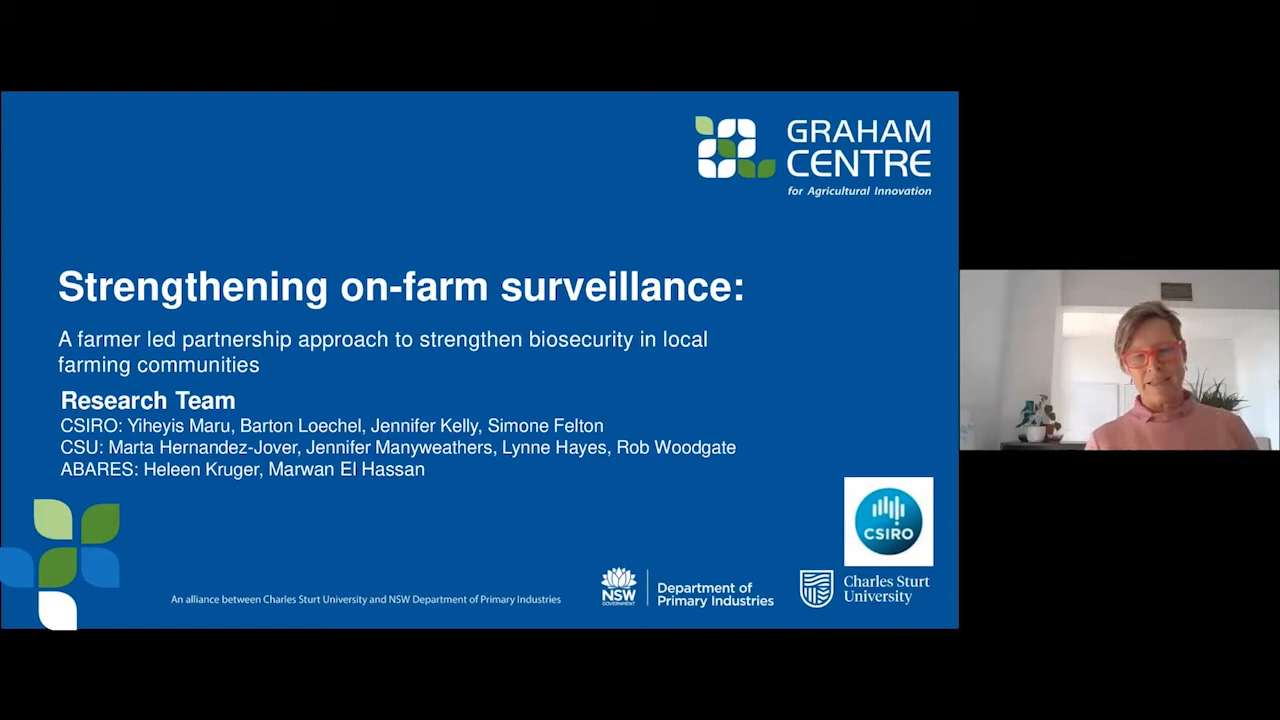 GRAHAM
CENTRE
for Agricultural Innovation
Strengthening on-farm surveillance:
A farmer led partnership approach to strengthen biosecurity in local
farming communities
Research Team
CSIRO: Yiheyis Maru, Barton Loechel, Jennifer Kelly, Simone Felton
CSU: Marta Hernandez-Jover, Jennifer Manyweathers, Lynne Hayes, Rob Woodgate
ABARES: Heleen Kruger, Marwan El Hassan
CSIRO
An alliance between Charles Sturt University and NSW Department of Primary Industries
NSW
GOVERNMENT
Department of
Primary Industries
Charles Sturt
University